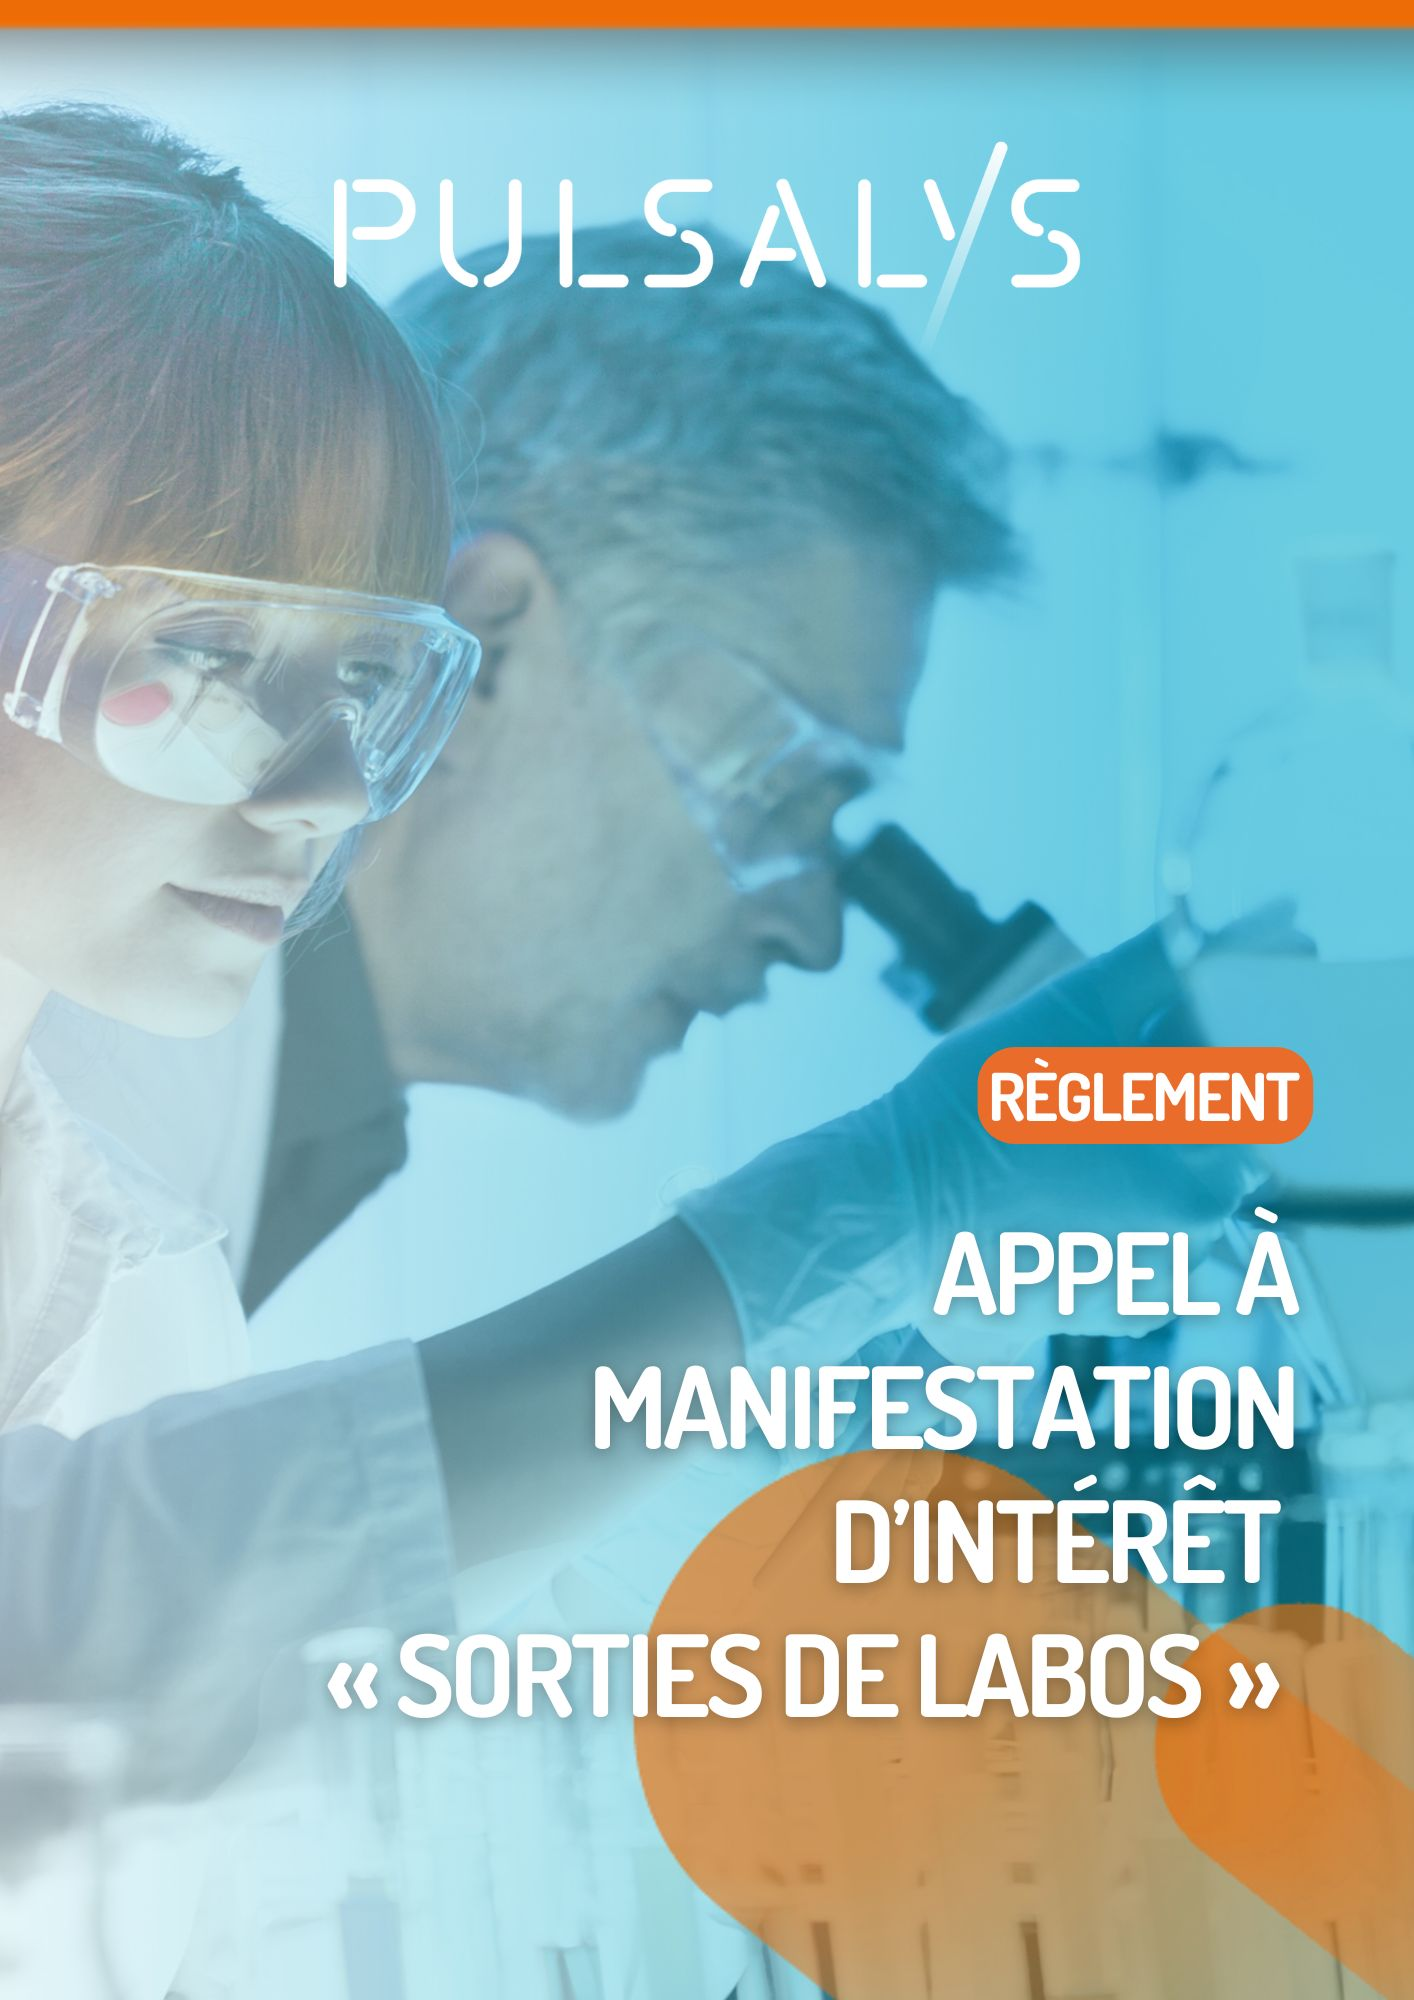 PULSALYS
RÈGLEMENT
APPEL À
MANIFESTATION
D'INTÉRÊT
« SORTIES DE LABOS »